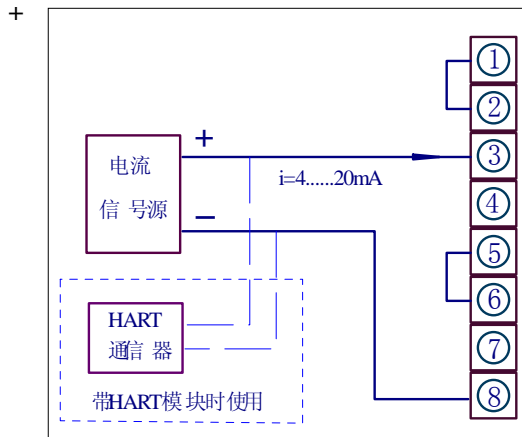 +
①
②
+
③
电流
信号源
i=4......20mA
④
−
⑤
⑥
HART
通信器
⑦
带HART模块时使用
⑧